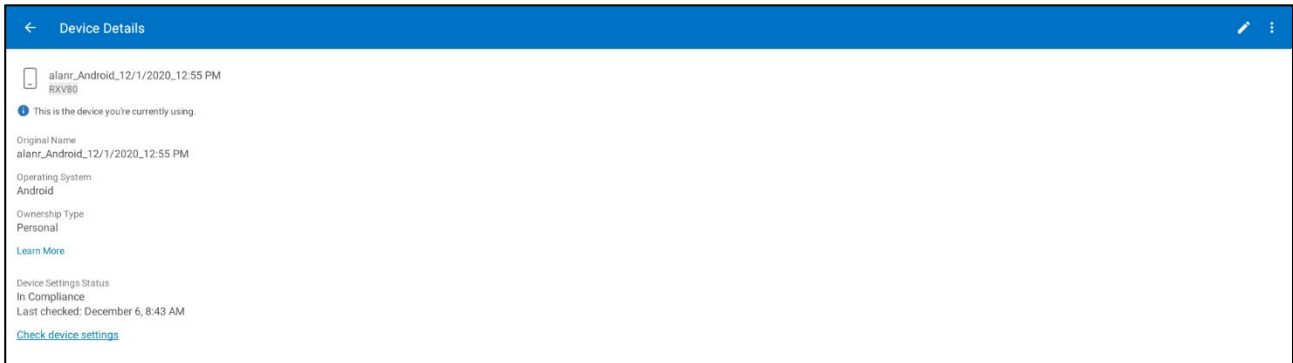 Device Details
alanr_Android_12/1/2020_12:55 PM
RXV80
This is the device you're currently using.
Original Name
alanr_Android_12/1/2020_12:55 PM
Operating System
Android
Ownership Type
Personal
Learn More
Device Settings Status
In Compliance
Last checked: December 6, 8:43 AM
Check device settings